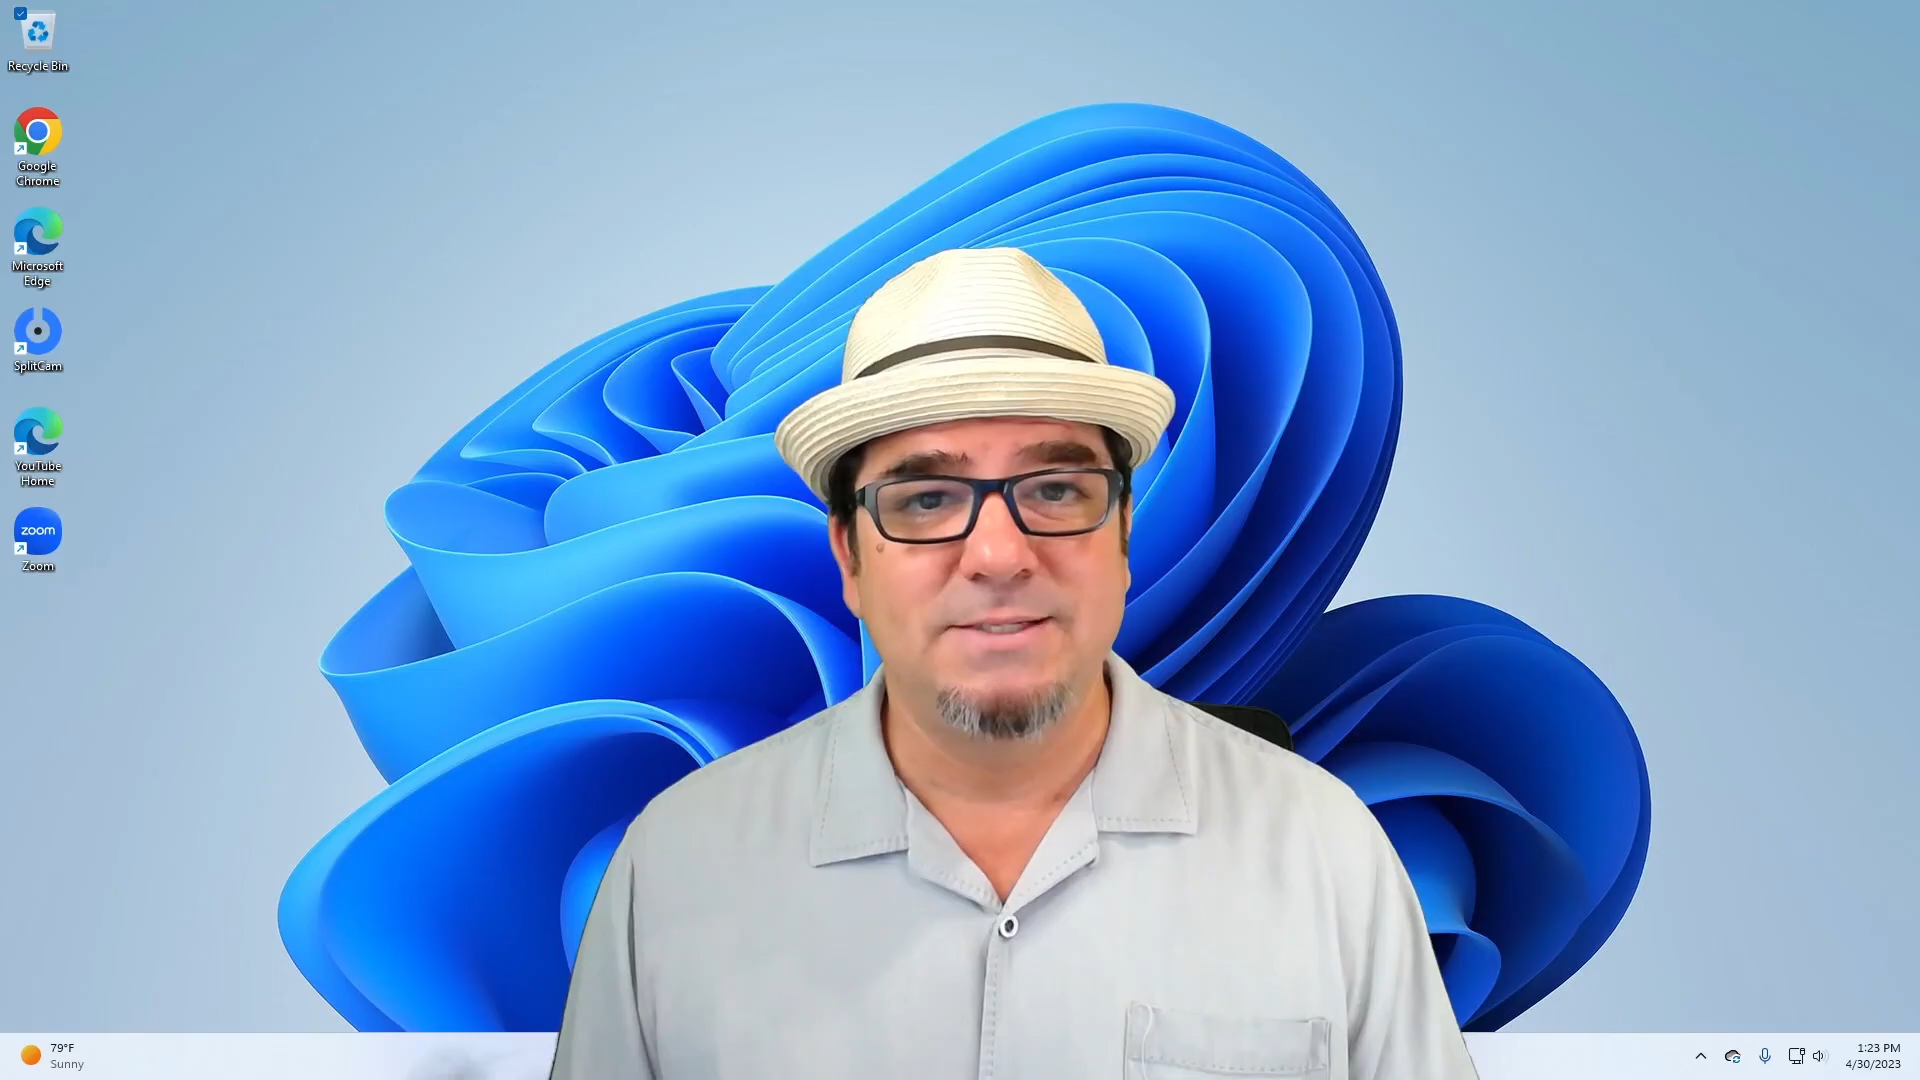 Recycle Bin
Google
Chrome
Microsoft
Edge
SplitCam
YouTube
Home
zoom
Zoom
79°F
Sunny
1:23 PM
4/30/2023